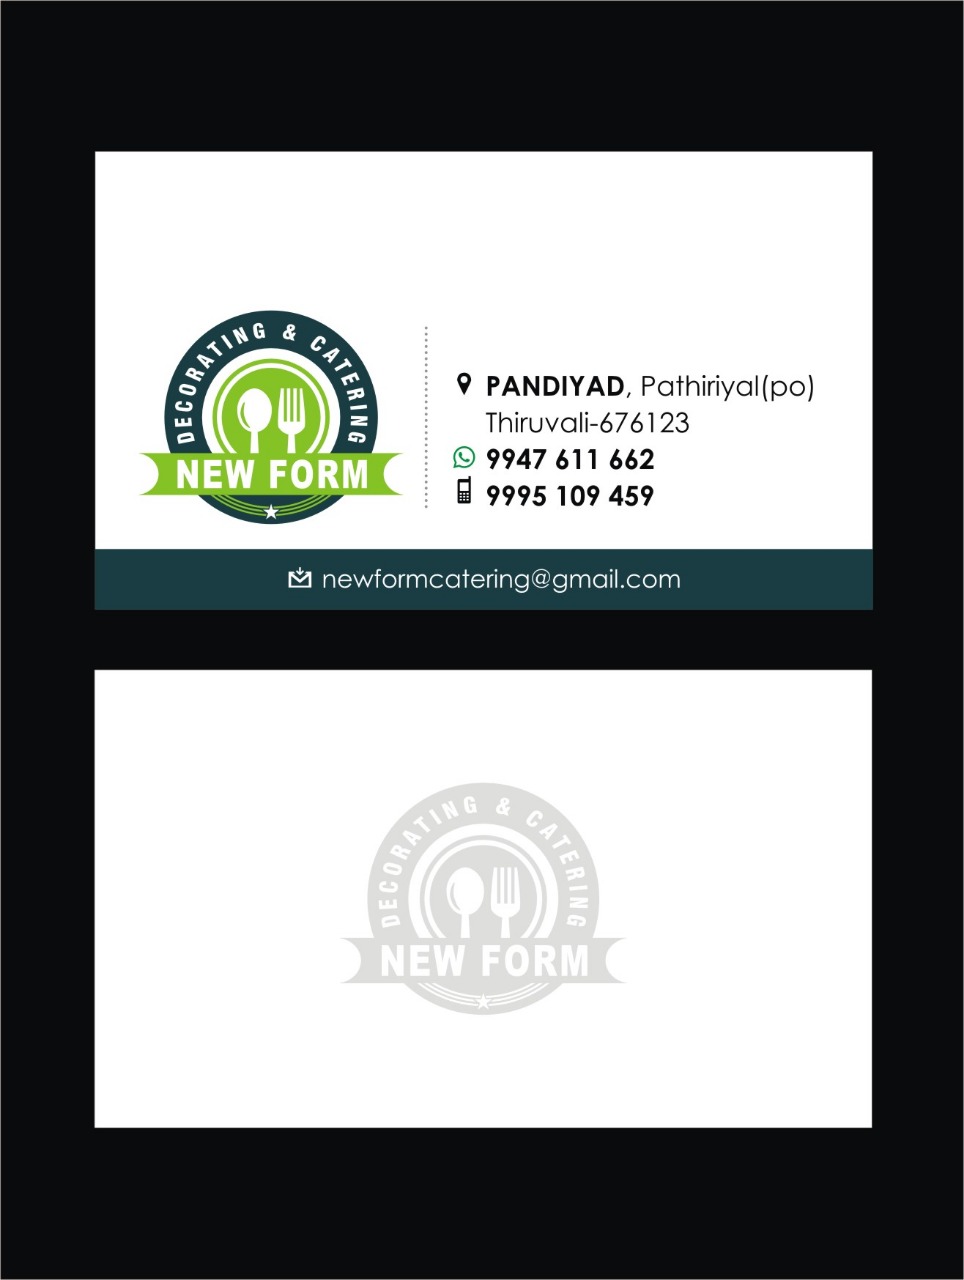 DECORATING & CATERING
NEW FORM
PANDIYAD, Pathiriyal(po)
Thiruvali-676123
9947 611 662
9995 109 459
newformcatering@gmail.com
DECORATING & CATERING
NEW FORM